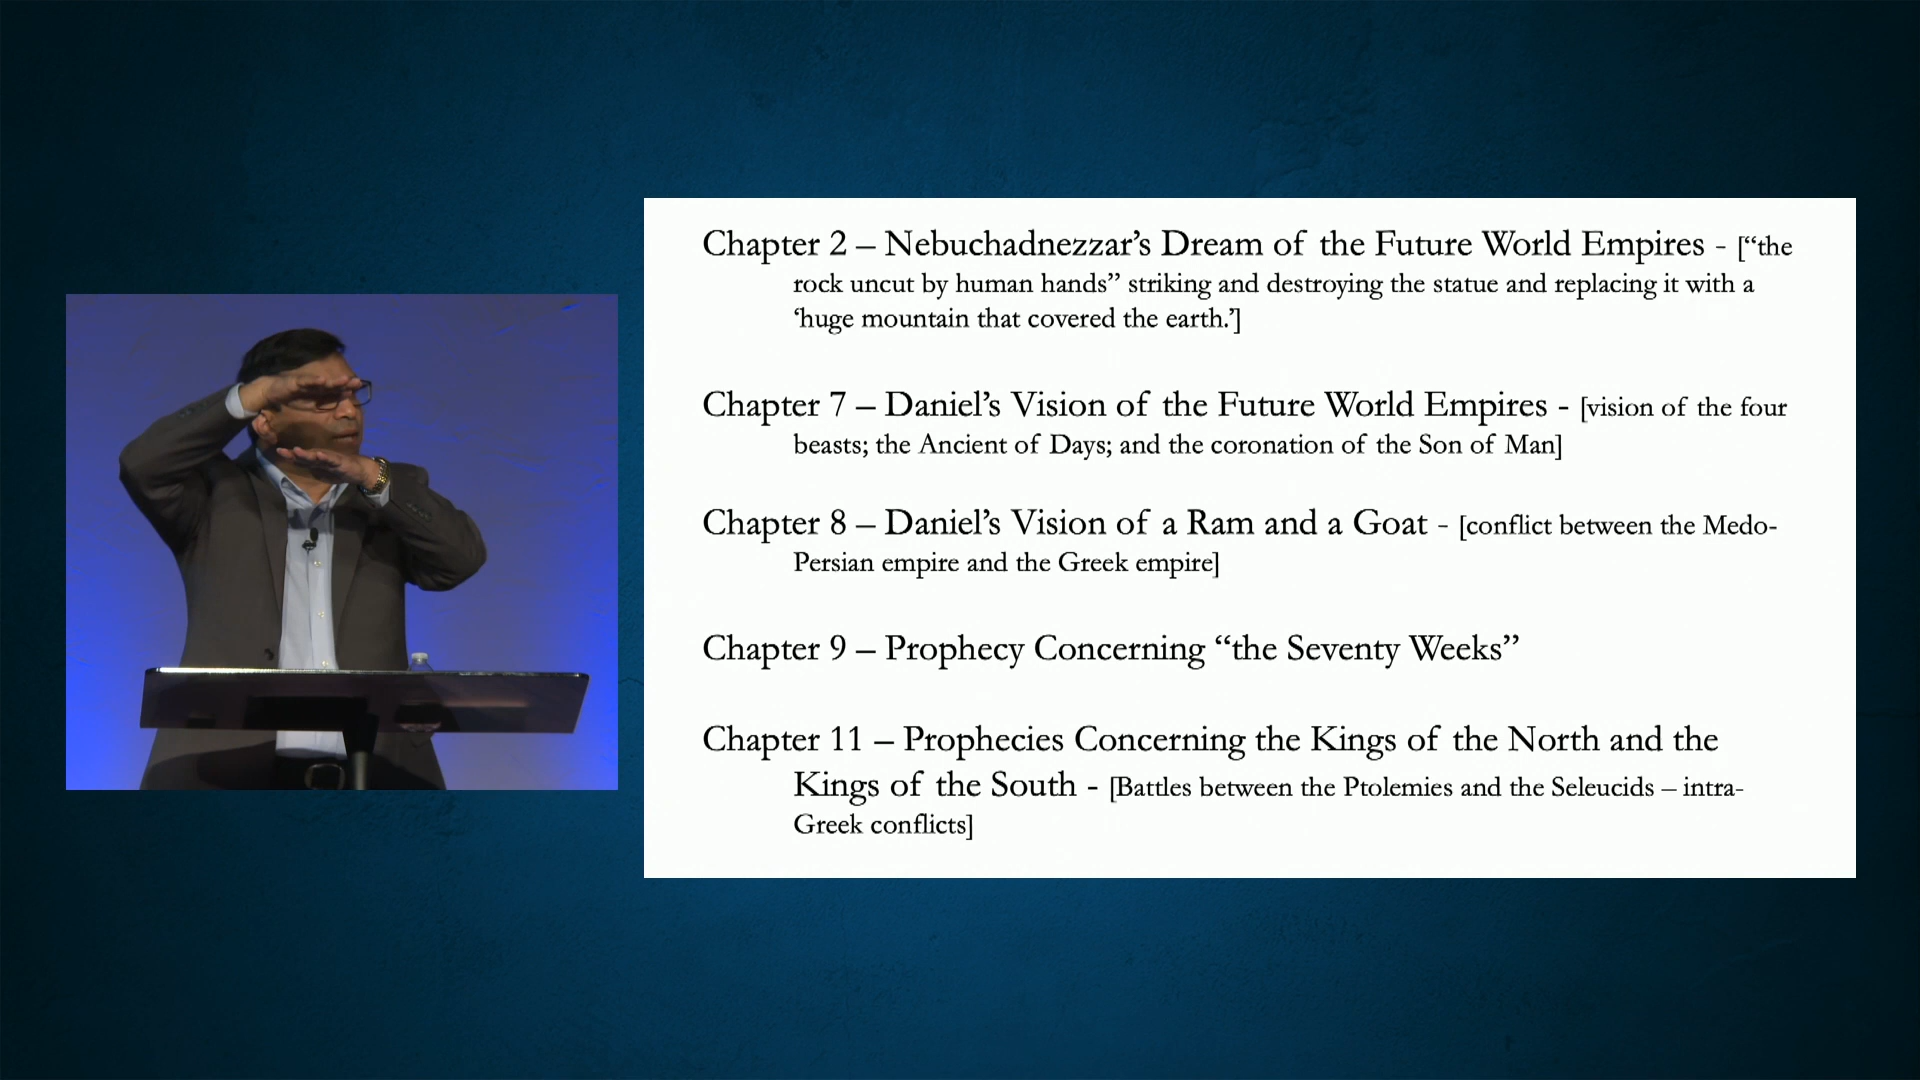 Chapter 2 – Nebuchadnezzar’s Dream of the Future World Empires - [“the
rock uncut by human hands” striking and destroying the statue and replacing it with a
‘huge mountain that covered the earth.’]
Chapter 7 – Daniel’s Vision of the Future World Empires - [vision of the four
beasts; the Ancient of Days; and the coronation of the Son of Man]
Chapter 8 – Daniel’s Vision of a Ram and a Goat - [conflict between the Medo-
Persian empire and the Greek empire]
Chapter 9 – Prophecy Concerning “the Seventy Weeks”
Chapter 11 – Prophecies Concerning the Kings of the North and the
Kings of the South - [Battles between the Ptolemies and the Seleucids – intra-
Greek conflicts]